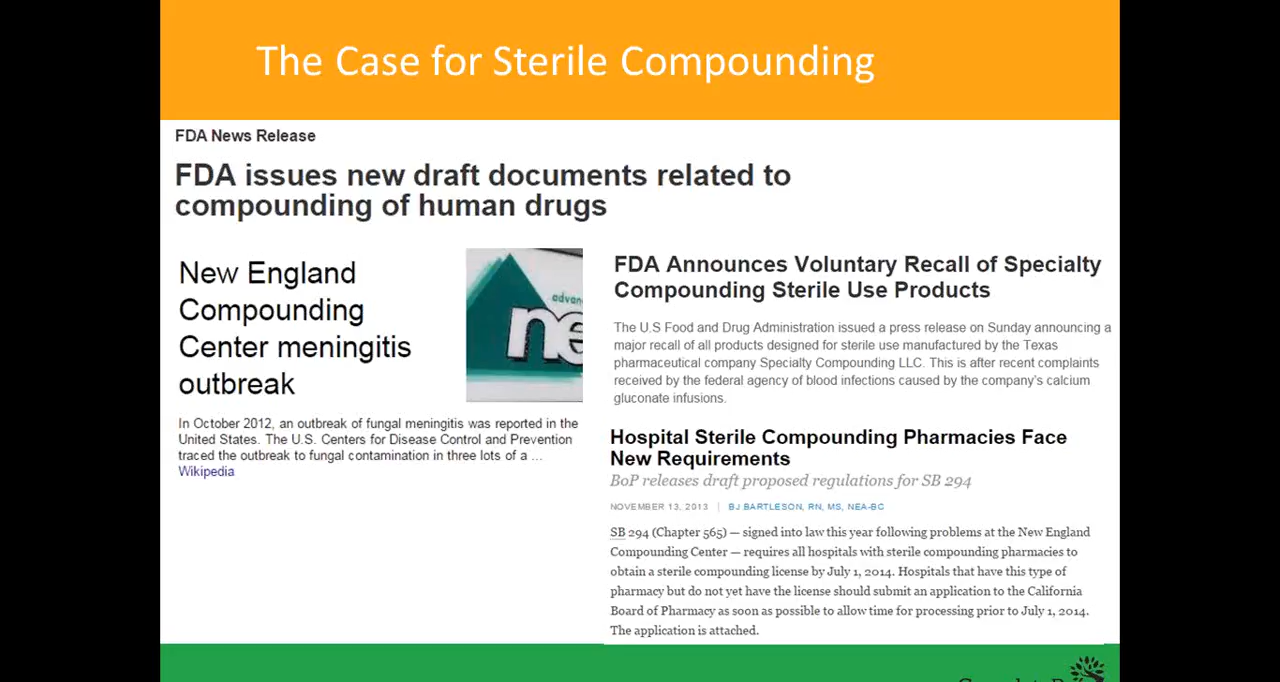 The Case for Sterile Compounding
FDA News Release
FDA issues new draft documents related to
compounding of human drugs
New England
Compounding
Center meningitis
outbreak
In October 2012, an outbreak of fungal meningitis was reported in the
United States. The U.S. Centers for Disease Control and Prevention
traced the outbreak to fungal contamination in three lots of a ...
Wikipedia
FDA Announces Voluntary Recall of Specialty
Compounding Sterile Use Products
The U.S Food and Drug Administration issued a press release on Sunday announcing a
major recall of all products designed for sterile use manufactured by the Texas
pharmaceutical company Specialty Compounding LLC. This is after recent complaints
received by the federal agency of blood infections caused by the company's calcium
gluconate infusions.
Hospital Sterile Compounding Pharmacies Face
New Requirements
BoP releases draft proposed regulations for SB 294
NOVEMBER 13, 2013 | BJ BARTLESON, RN, MS, NEA-BC
SB 294 (Chapter 565) — signed into law this year following problems at the New England
Compounding Center — requires all hospitals with sterile compounding pharmacies to
obtain a sterile compounding license by July 1, 2014. Hospitals that have this type of
pharmacy but do not yet have the license should submit an application to the California
Board of Pharmacy as soon as possible to allow time for processing prior to July 1, 2014.
The application is attached.